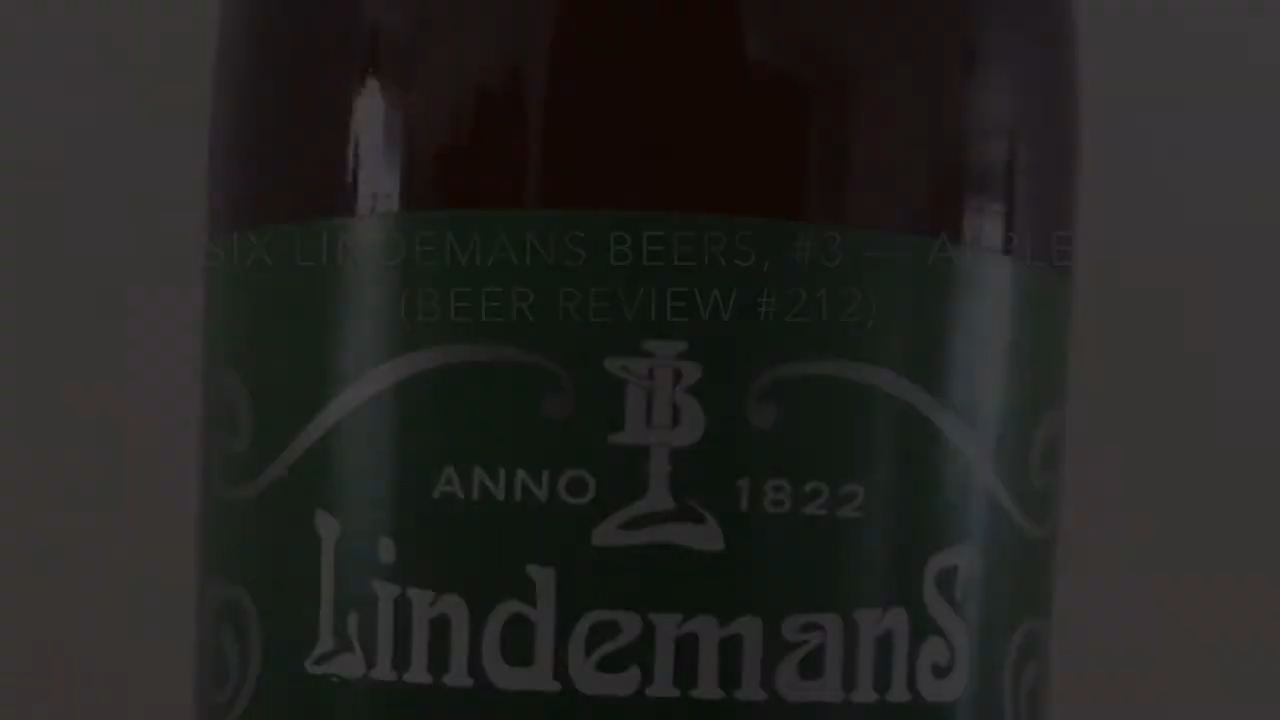 SIX LINDEMANS BEERS, #3 — APPLE
(BEER REVIEW #212)
ANNO 1822
Lindemans